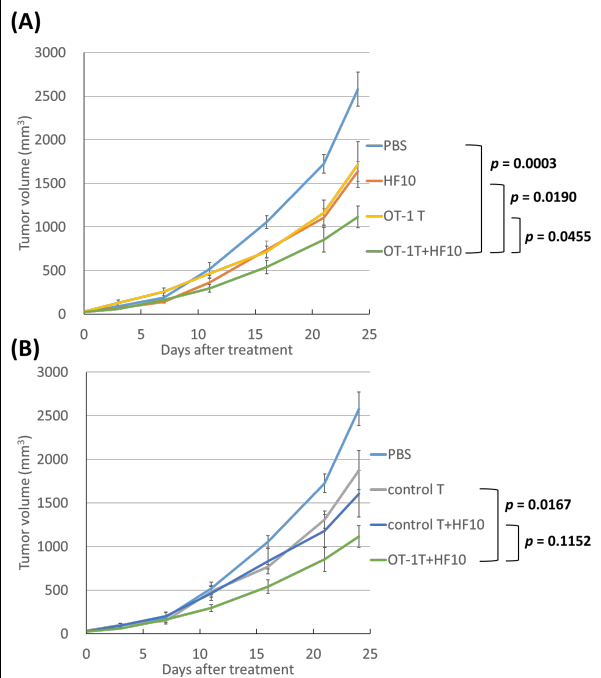 (A)
3000
2500
2000
1500
1000
500
0
Tumor volume (mm³)
0 5 10 15 20 25
Days after treatment
PBS
HF10
OT-1 T
OT-1T+HF10
p = 0.0003
p = 0.0190
p = 0.0455
(B)
3000
2500
2000
1500
1000
500
0
Tumor volume (mm³)
0 5 10 15 20 25
Days after treatment
PBS
control T
control T+HF10
OT-1T+HF10
p = 0.0167
p = 0.1152